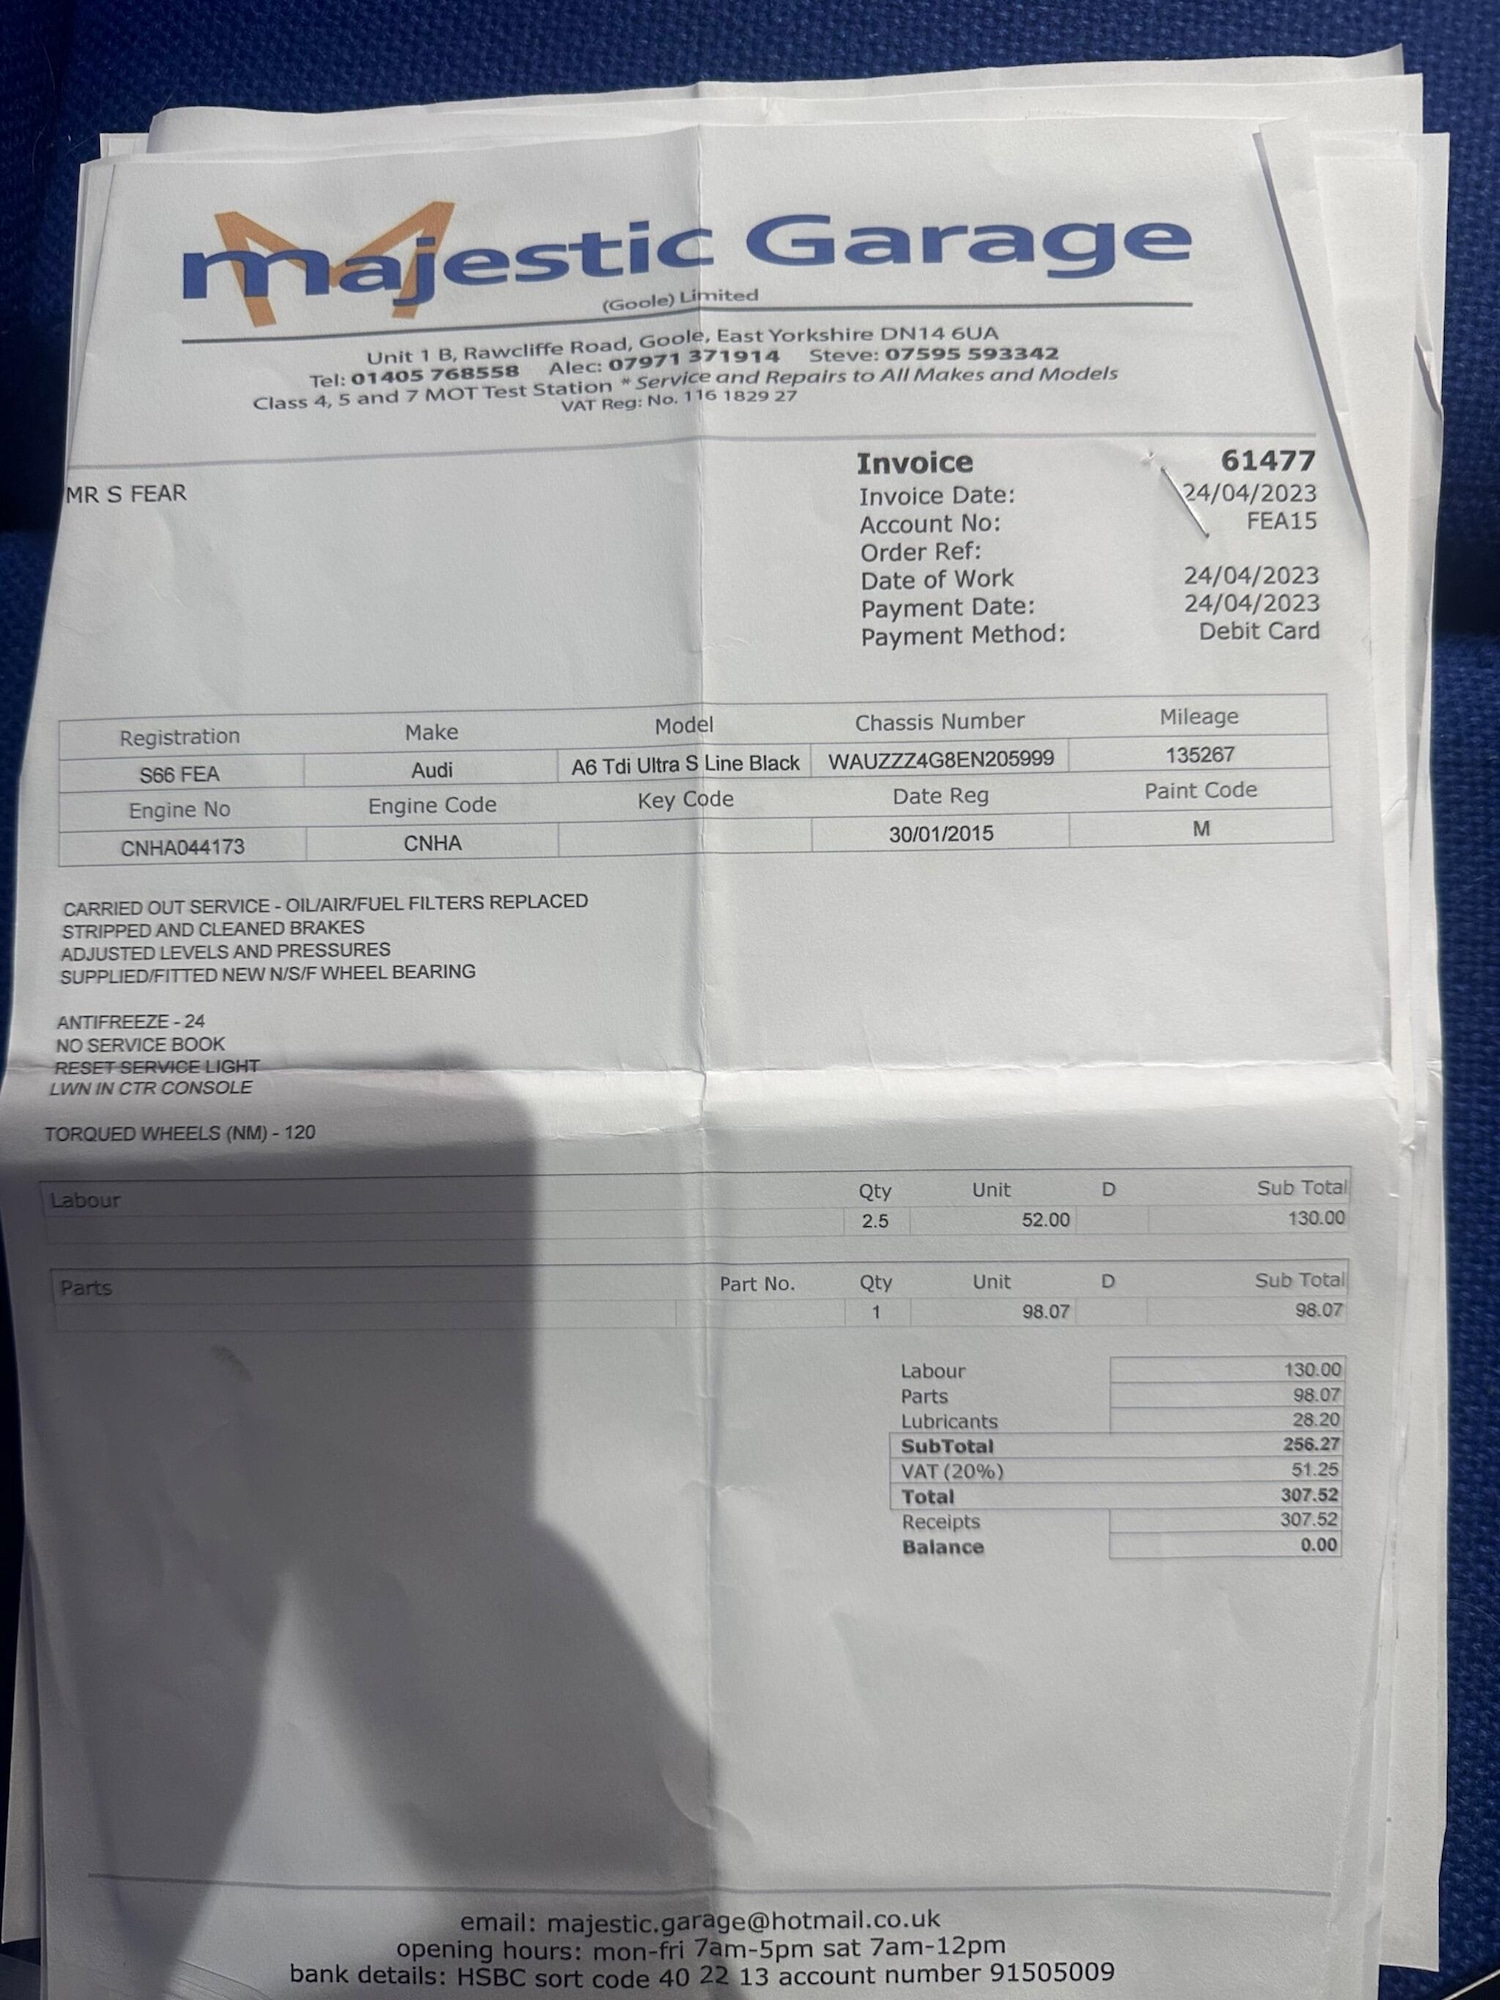 majestic Garage
(Goole) Limited
Unit 1 B, Rawcliffe Road, Goole, East Yorkshire DN14 6UA
Tel: 01405 768558 Alec: 07971 371914 Steve: 07595 593342
Class 4, 5 and 7 MOT Test Station * Service and Repairs to All Makes and Models
VAT Reg: No. 116 1829 27
MR S FEAR
Invoice 61477
Invoice Date: 24/04/2023
Account No: FEA15
Order Ref:
Date of Work 24/04/2023
Payment Date: 24/04/2023
Payment Method: Debit Card
Registration Make Model Chassis Number Mileage
S66 FEA Audi A6 Tdi Ultra S Line Black WAUZZZ4G8EN205999 135267
Engine No Engine Code Key Code Date Reg Paint Code
CNHA044173 CNHA 30/01/2015 M
CARRIED OUT SERVICE - OIL/AIR/FUEL FILTERS REPLACED
STRIPPED AND CLEANED BRAKES
ADJUSTED LEVELS AND PRESSURES
SUPPLIED/FITTED NEW N/S/F WHEEL BEARING
ANTIFREEZE - 24
NO SERVICE BOOK
RESET SERVICE LIGHT
LWN IN CTR CONSOLE
TORQUED WHEELS (NM) - 120
Labour Qty Unit D Sub Total
2.5 52.00 130.00
Parts Part No. Qty Unit D Sub Total
1 98.07 98.07
Labour 130.00
Parts 98.07
Lubricants 28.20
SubTotal 256.27
VAT (20%) 51.25
Total 307.52
Receipts 307.52
Balance 0.00
email: majestic.garage@hotmail.co.uk
opening hours: mon-fri 7am-5pm sat 7am-12pm
bank details: HSBC sort code 40 22 13 account number 91505009